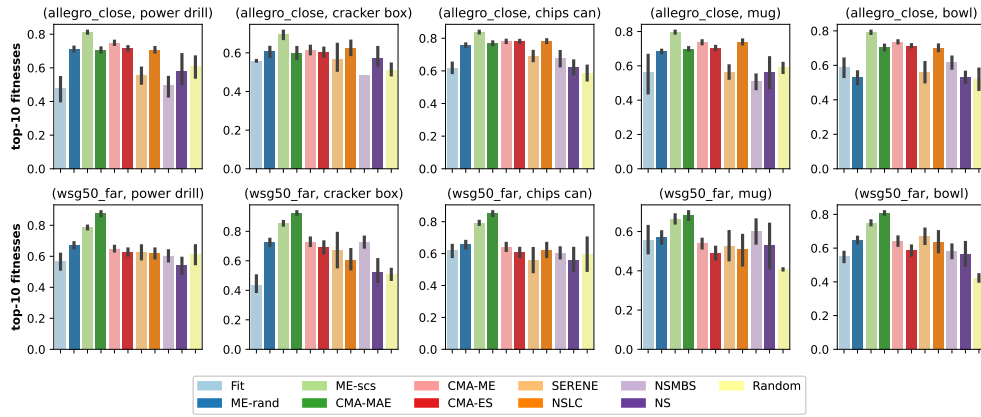 (allegro_close, power drill) (allegro_close, cracker box) (allegro_close, chips can) (allegro_close, mug) (allegro_close, bowl)
top-10 fitnesses
0.8 0.6 0.4 0.2 0.0
0.6 0.4 0.2 0.0
0.8 0.6 0.4 0.2 0.0
0.8 0.6 0.4 0.2 0.0
0.8 0.6 0.4 0.2 0.0
(wsg50_far, power drill) (wsg50_far, cracker box) (wsg50_far, chips can) (wsg50_far, mug) (wsg50_far, bowl)
top-10 fitnesses
0.8 0.6 0.4 0.2 0.0
0.8 0.6 0.4 0.2 0.0
0.8 0.6 0.4 0.2 0.0
0.6 0.4 0.2 0.0
0.8 0.6 0.4 0.2 0.0
Fit ME-scs CMA-ME SERENE NSMBS Random
ME-rand CMA-MAE CMA-ES NSLC NS